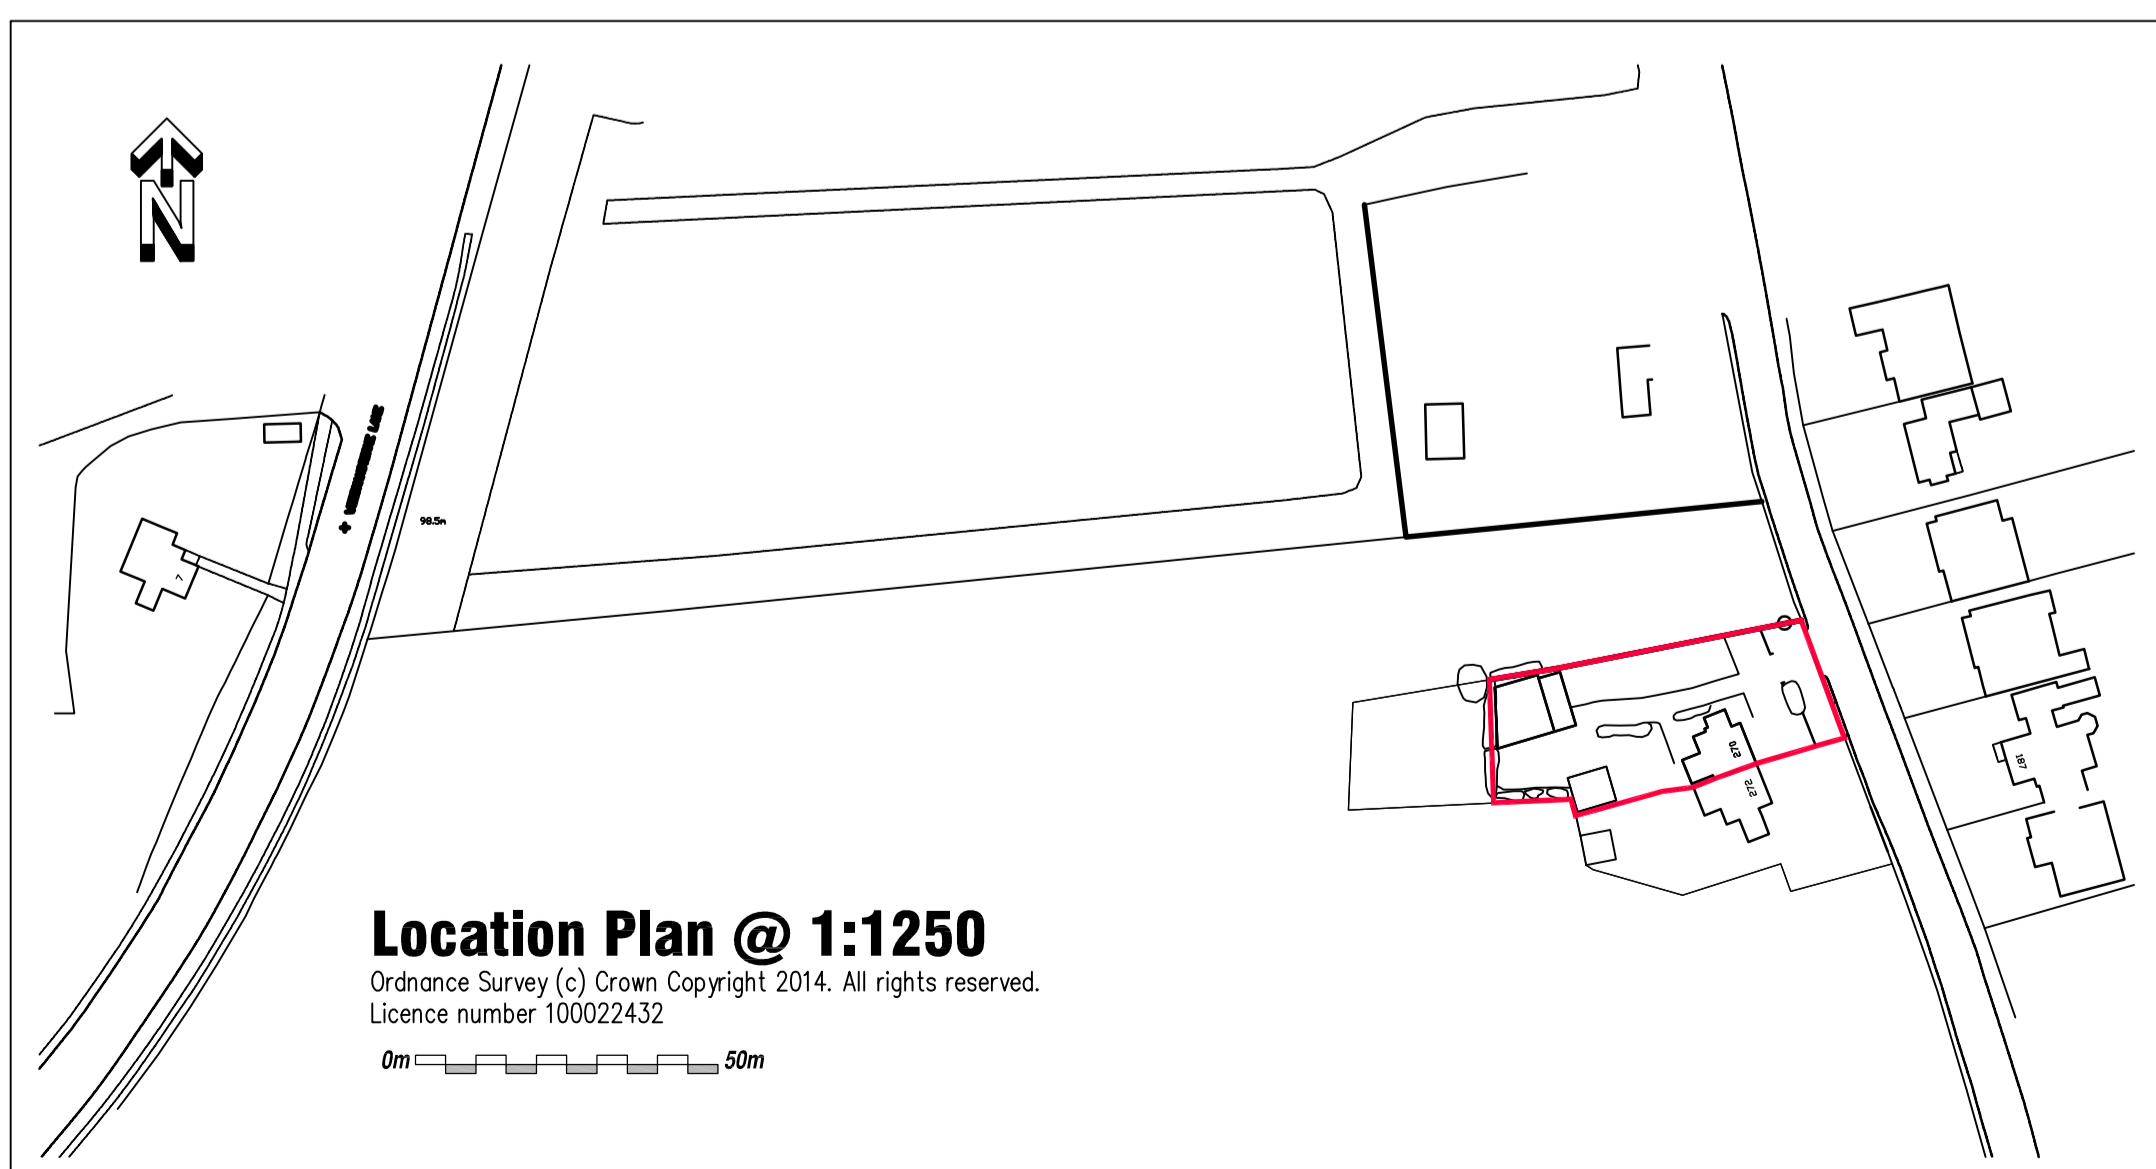 N
98.5m
7
270
272
187
Location Plan @ 1:1250
Ordnance Survey (c) Crown Copyright 2014. All rights reserved.
Licence number 100022432
0m 50m